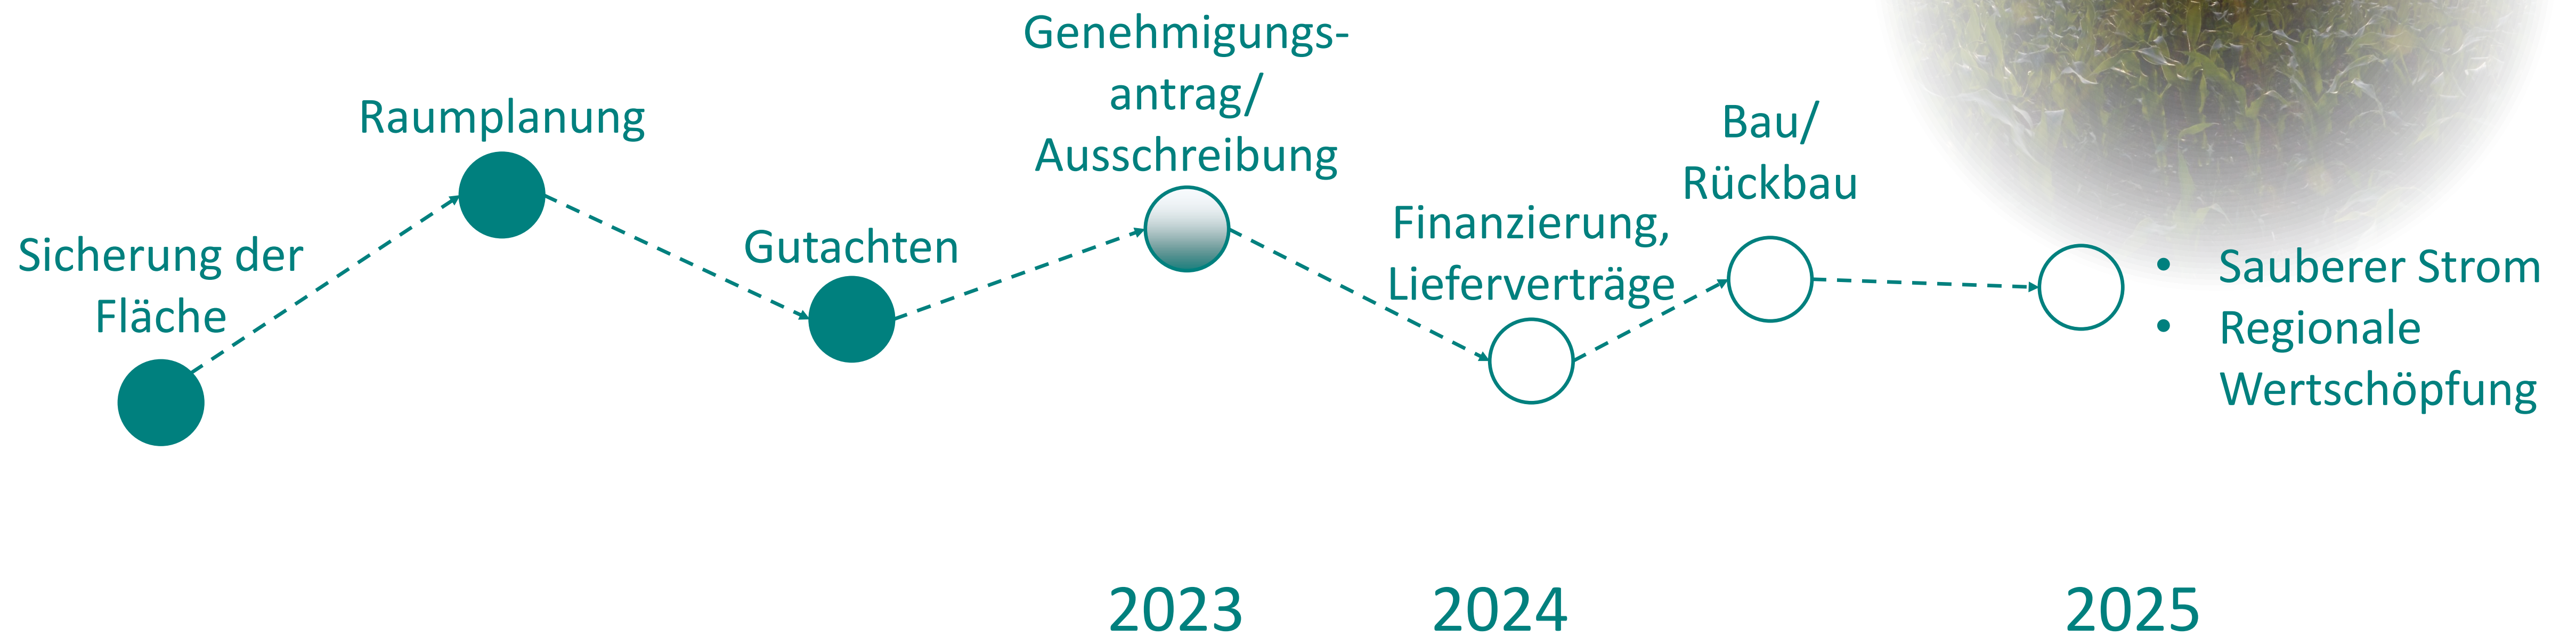 Sicherung der
Fläche
Raumplanung
Gutachten
Genehmigungs-
antrag/
Ausschreibung
Finanzierung,
Lieferverträge
Bau/
Rückbau
• Sauberer Strom
• Regionale
Wertschöpfung
2023
2024
2025